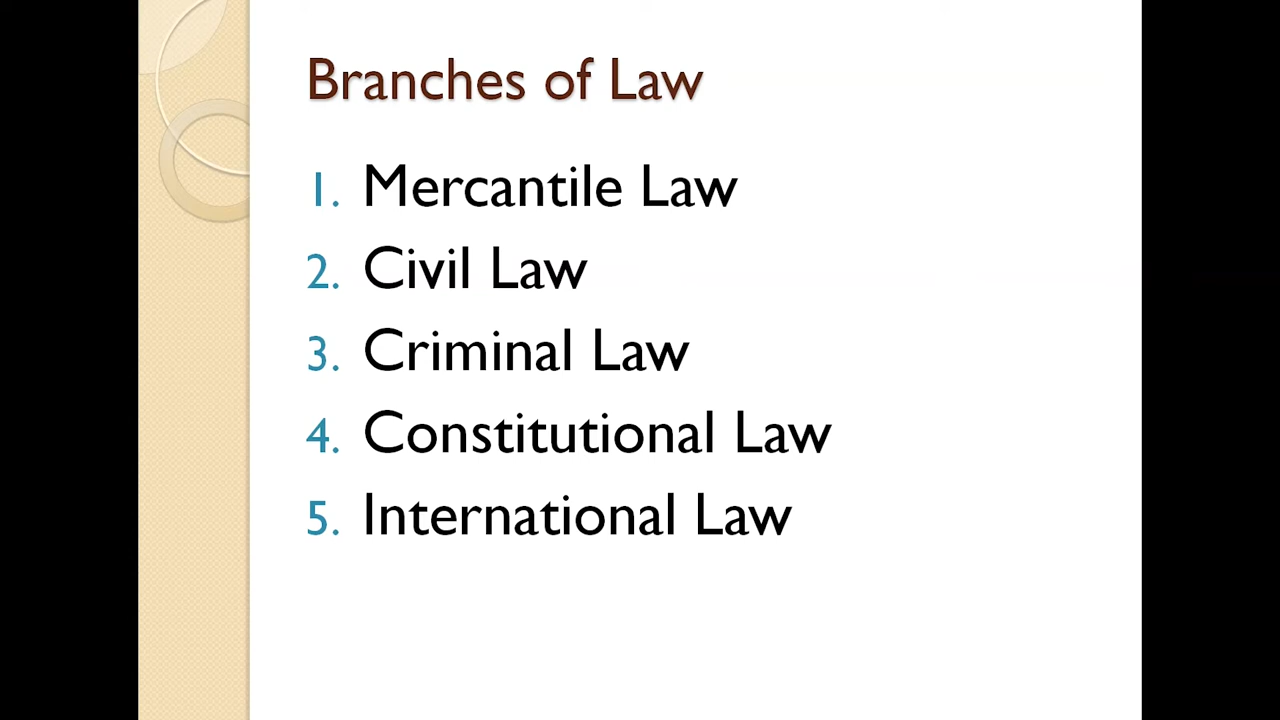 Branches of Law
1. Mercantile Law
2. Civil Law
3. Criminal Law
4. Constitutional Law
5. International Law